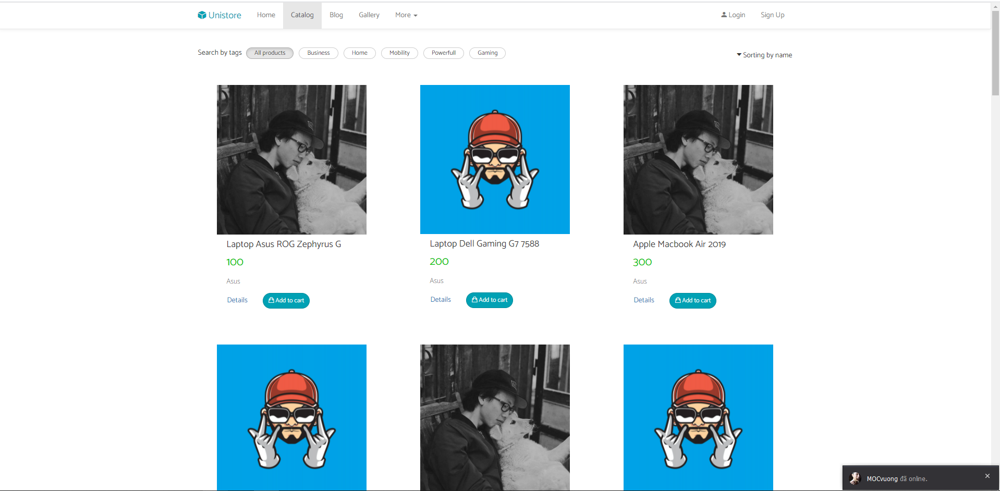 Unistore Home Catalog Blog Gallery More Login Sign Up
Search by tags All products Business Home Mobility Powerfull Gaming Sorting by name
Laptop Asus ROG Zephyrus G
100
Asus
Details Add to cart
Laptop Dell Gaming G7 7588
200
Asus
Details Add to cart
Apple Macbook Air 2019
300
Asus
Details Add to cart
MOCvuong đã online.